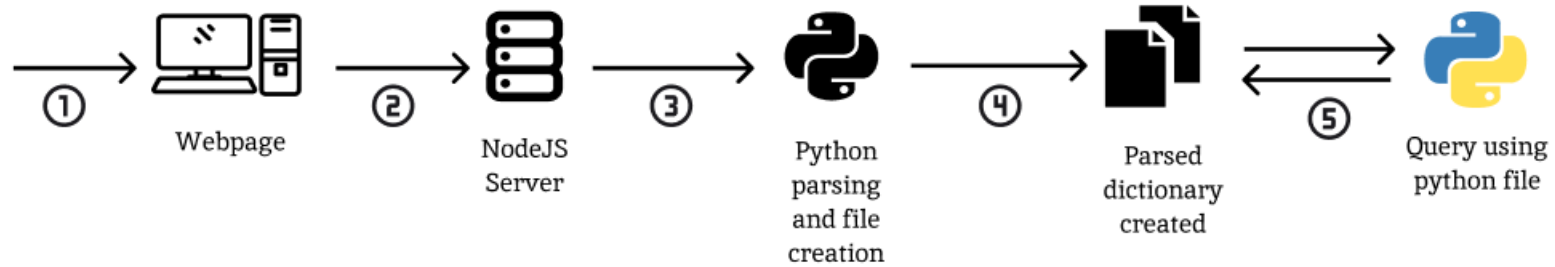 1
2
3
4
5
Webpage
NodeJS
Server
Python
parsing
and file
creation
Parsed
dictionary
created
Query using
python file